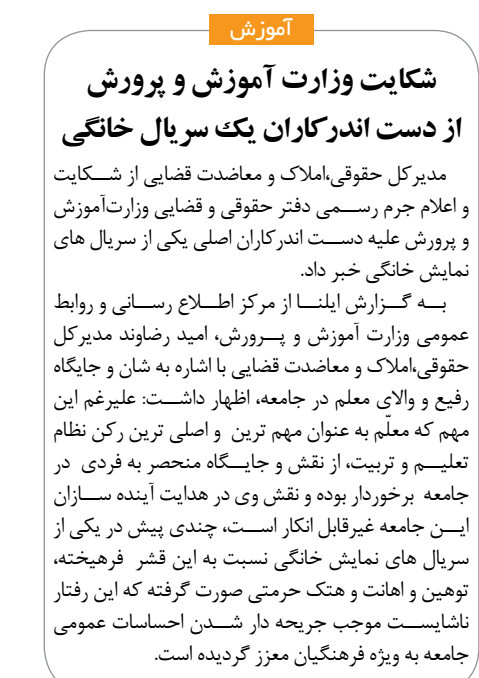 آموزش
شکایت وزارت آموزش و پرورش
از دست اندرکاران یک سریال خانگی
مدیرکل حقوقی،املاک و معاضدت قضایی از شکایت
و اعلام جرم رسمی دفتر حقوقی و قضایی وزارت‌آموزش
و پرورش علیه دست اندرکاران اصلی یکی از سریال های
نمایش خانگی خبر داد.
به گزارش ایلنا از مرکز اطلاع رسانی و روابط
عمومی وزارت آموزش و پرورش، امید رضاوند مدیرکل
حقوقی،املاک و معاضدت قضایی با اشاره به شان و جایگاه
رفیع و والای معلم در جامعه، اظهار داشت: علیرغم این
مهم که معلّم به عنوان مهم ترین و اصلی ترین رکن نظام
تعلیم و تربیت، از نقش و جایگاه منحصر به فردی در
جامعه برخوردار بوده و نقش وی در هدایت آینده سازان
این جامعه غیرقابل انکار است، چندی پیش در یکی از
سریال های نمایش خانگی نسبت به این قشر فرهیخته،
توهین و اهانت و هتک حرمتی صورت گرفته که این رفتار
ناشایست موجب جریحه دار شدن احساسات عمومی
جامعه به ویژه فرهنگیان معزز گردیده است.